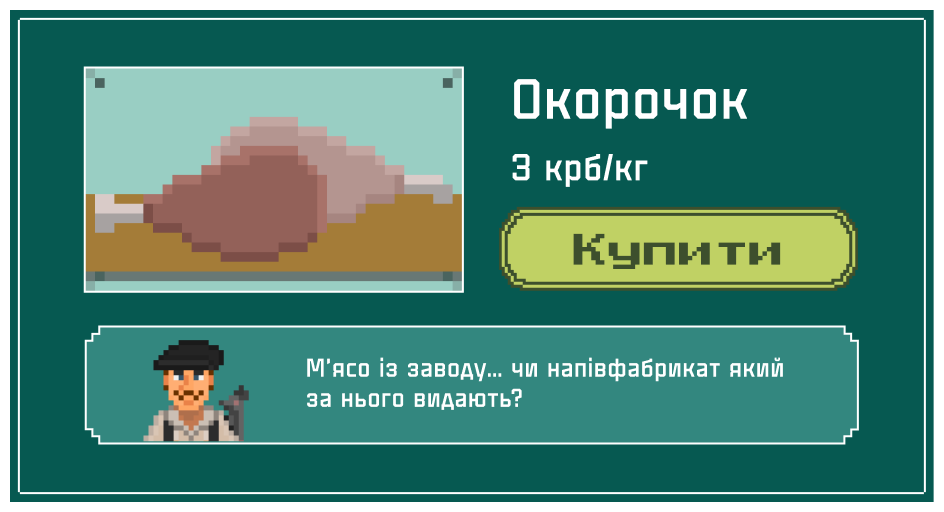 Окорочок
3 крб/кг
Купити
М'ясо із заводу... чи напівфабрикат який
за нього видають?